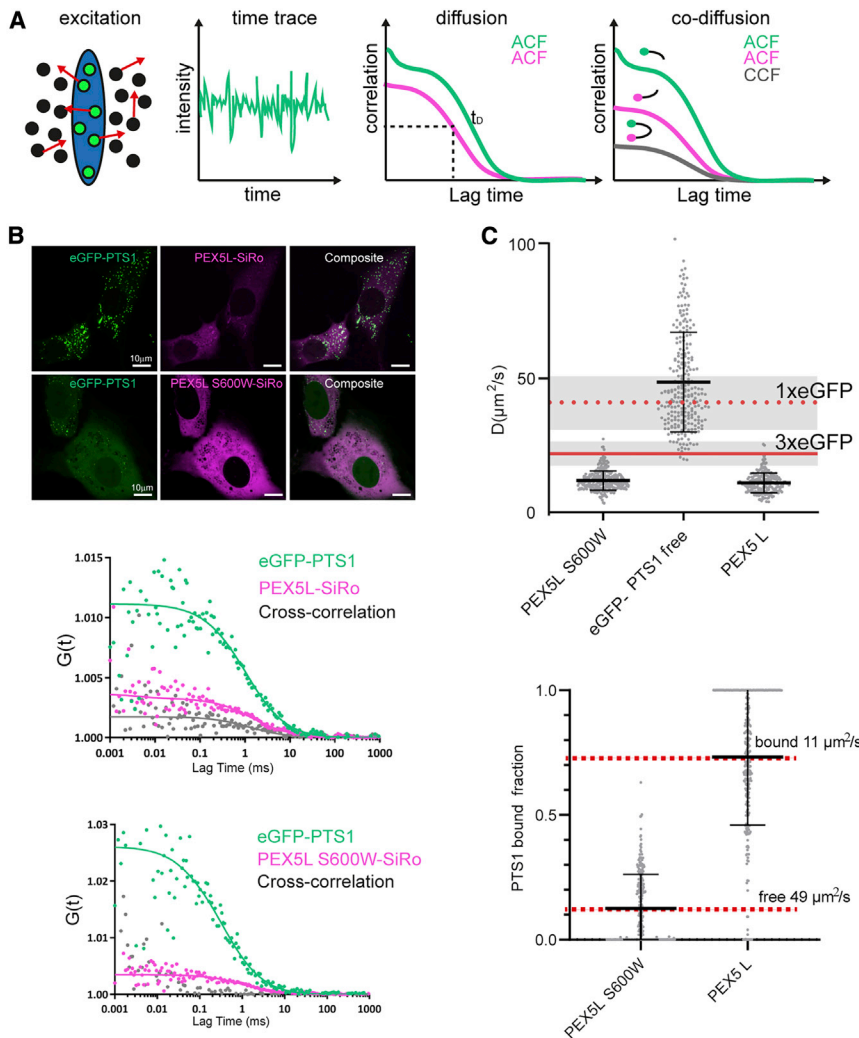 A
excitation
time trace
diffusion
co-diffusion
intensity
time
correlation
ACF
ACF
tD
Lag time
correlation
ACF
ACF
CCF
Lag time
B
eGFP-PTS1
PEX5L-SiRo
Composite
10μm
eGFP-PTS1
PEX5L S600W-SiRo
Composite
10μm
1.015
1.010
1.005
1.000
G(t)
eGFP-PTS1
PEX5L-SiRo
Cross-correlation
0.001 0.01 0.1 1 10 100 1000
Lag Time (ms)
1.03
1.02
1.01
1.00
G(t)
eGFP-PTS1
PEX5L S600W-SiRo
Cross-correlation
0.001 0.01 0.1 1 10 100 1000
Lag Time (ms)
C
100
50
0
D(μm²/s)
1xeGFP
3xeGFP
PEX5L S600W
eGFP- PTS1 free
PEX5 L
1.0
0.5
0.0
PTS1 bound fraction
bound 11 μm²/s
free 49 μm²/s
PEX5L S600W
PEX5 L